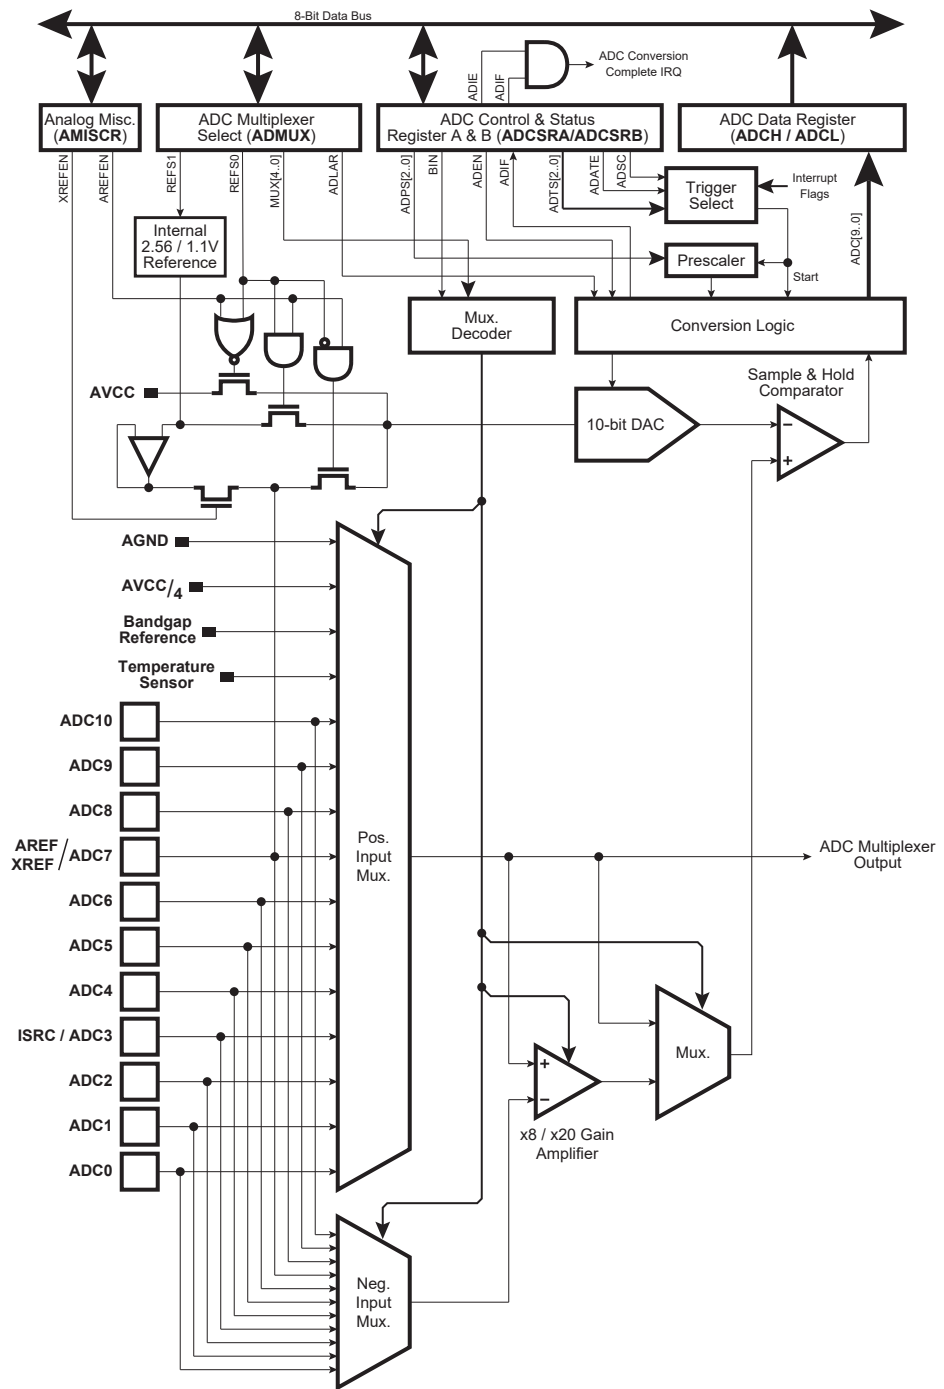 8-Bit Data Bus
ADIE
ADIF
ADC Conversion
Complete IRQ
Analog Misc.
(AMISCR)
ADC Multiplexer
Select (ADMUX)
ADC Control & Status
Register A & B (ADCSRA/ADCSRB)
ADC Data Register
(ADCH / ADCL)
XREFEN
AREFEN
REFS1
REFS0
MUX[4..0]
ADLAR
ADPS[2..0]
BIN
ADEN
ADIF
ADTS[2..0]
ADATE
ADSC
Trigger
Select
Interrupt
Flags
ADC[9..0]
Internal
2.56 / 1.1V
Reference
Prescaler
Start
Mux.
Decoder
Conversion Logic
AVCC
Sample & Hold
Comparator
10-bit DAC
−
+
AGND
AVCC/4
Bandgap
Reference
Temperature
Sensor
ADC10
ADC9
ADC8
AREF
XREF / ADC7
Pos.
Input
Mux.
ADC Multiplexer
Output
ADC6
ADC5
ADC4
ISRC / ADC3
ADC2
ADC1
ADC0
Mux.
+
−
x8 / x20 Gain
Amplifier
Neg.
Input
Mux.